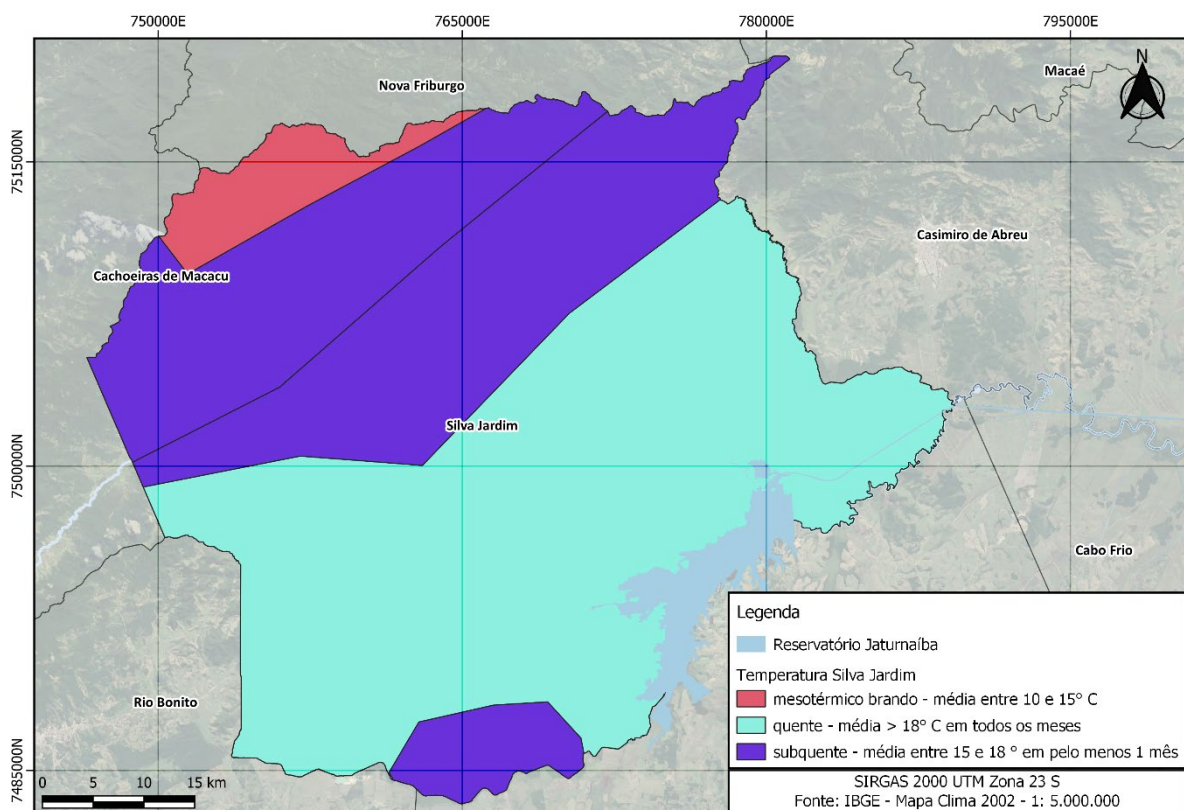 750000E
765000E
780000E
795000E
N
Nova Friburgo
Macaé
7515000N
Casimiro de Abreu
Cachoeiras de Macacu
Silva Jardim
7500000N
Cabo Frio
Legenda
Reservatório Jaturnaíba
Temperatura Silva Jardim
mesotérmico brando - média entre 10 e 15° C
quente - média > 18° C em todos os meses
subquente - média entre 15 e 18 ° em pelo menos 1 mês
Rio Bonito
7485000N
0 5 10 15 km
SIRGAS 2000 UTM Zona 23 S
Fonte: IBGE - Mapa Clima 2002 - 1: 5.000.000